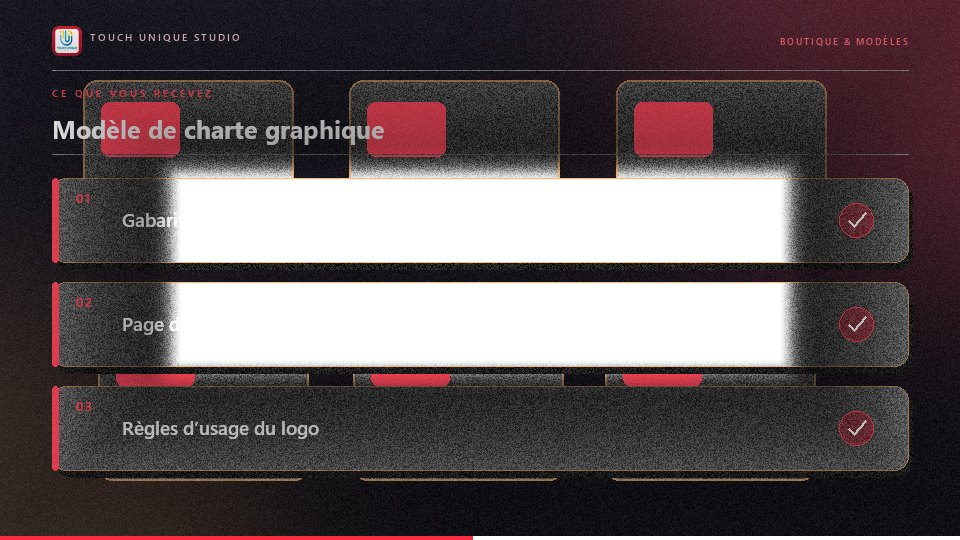 TOUCH UNIQUE STUDIO
BOUTIQUE & MODÈLES
CE QUE VOUS RECEVEZ
Modèle de charte graphique
01
02
Page
03
Règles d’usage du logo